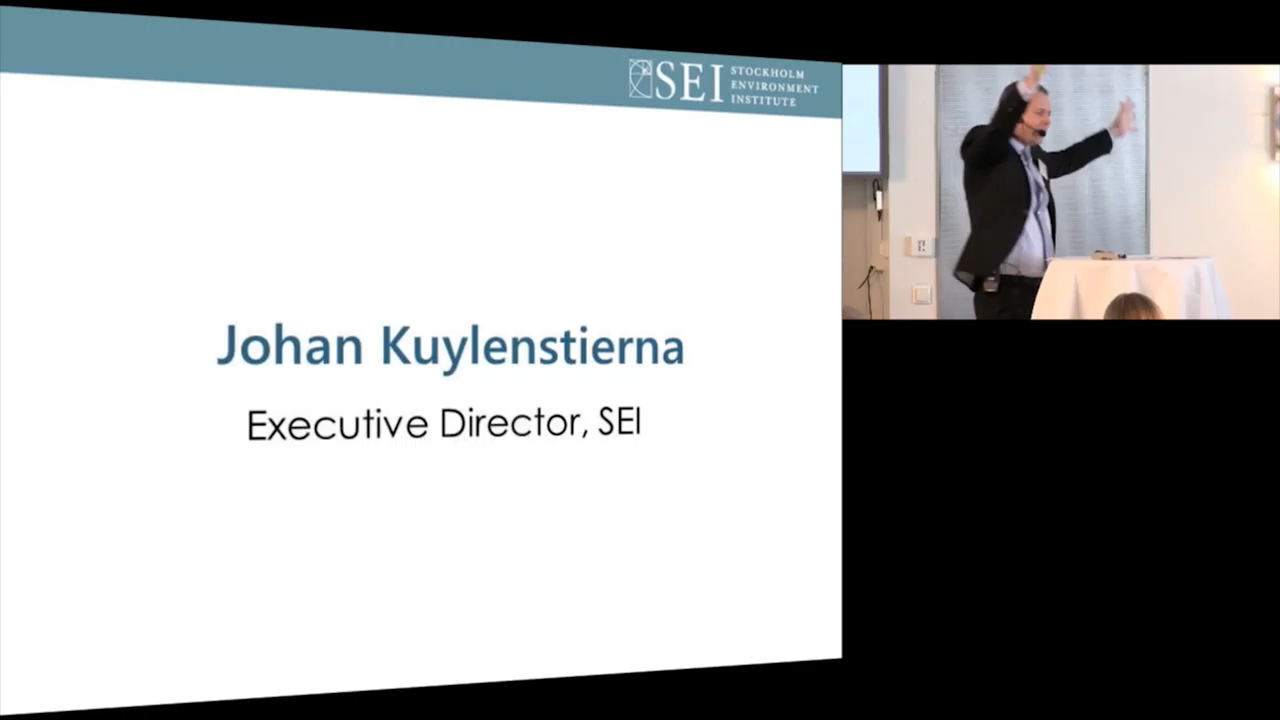 SEI
STOCKHOLM
ENVIRONMENT
INSTITUTE
Johan Kuylenstierna
Executive Director, SEI